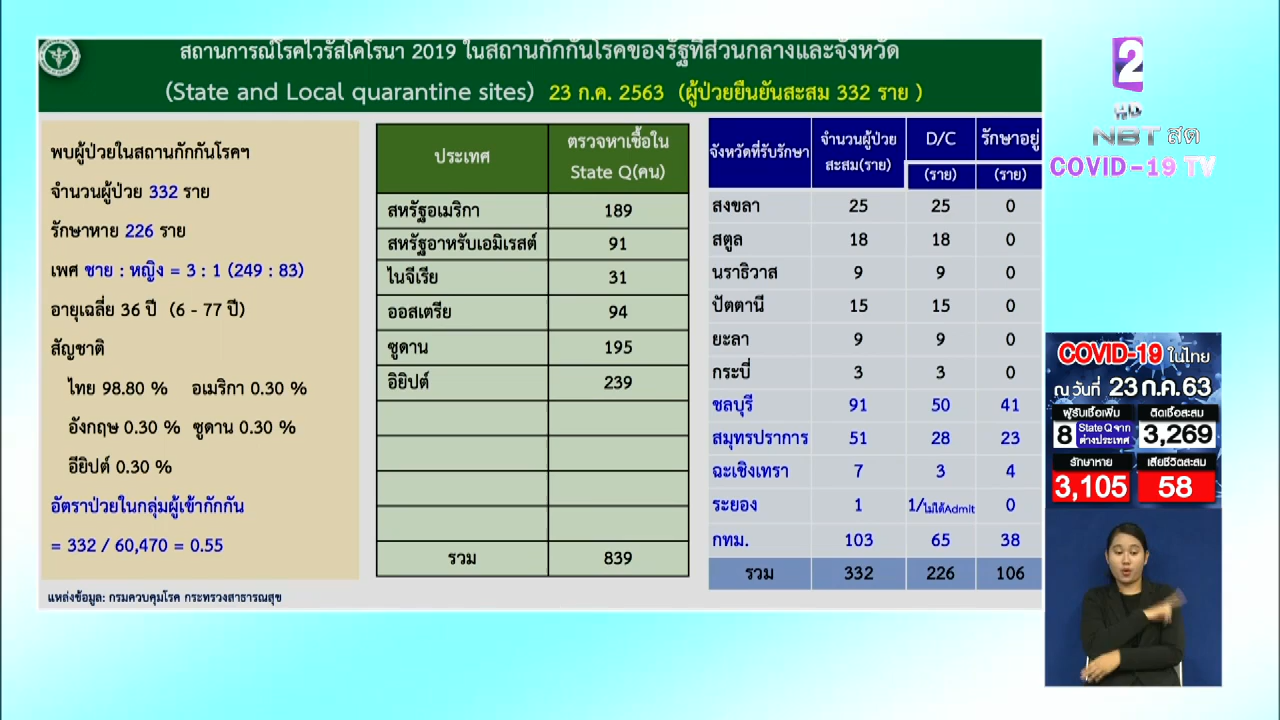 สถานการณ์โรคไวรัสโคโรนา 2019 ในสถานกักกันโรคของรัฐที่ส่วนกลางและจังหวัด
(State and Local quarantine sites) 23 ก.ค. 2563 (ผู้ป่วยยืนยันสะสม 332 ราย )
พบผู้ป่วยในสถานกักกันโรคฯ
จำนวนผู้ป่วย 332 ราย
รักษาหาย 226 ราย
เพศ ชาย : หญิง = 3 : 1 (249 : 83)
อายุเฉลี่ย 36 ปี (6 - 77 ปี)
สัญชาติ
ไทย 98.80 % อเมริกา 0.30 %
อังกฤษ 0.30 % ซูดาน 0.30 %
อียิปต์ 0.30 %
อัตราป่วยในกลุ่มผู้เข้ากักกัน
= 332 / 60,470 = 0.55
แหล่งข้อมูล: กรมควบคุมโรค กระทรวงสาธารณสุข
ประเทศ ตรวจหาเชื้อใน State Q(คน)
สหรัฐอเมริกา 189
สหรัฐอาหรับเอมิเรสต์ 91
ไนจีเรีย 31
ออสเตรีย 94
ซูดาน 195
อิยิปต์ 239
รวม 839
จังหวัดที่รับรักษา จำนวนผู้ป่วยสะสม(ราย) D/C (ราย) รักษาอยู่ (ราย)
สงขลา 25 25 0
สตูล 18 18 0
นราธิวาส 9 9 0
ปัตตานี 15 15 0
ยะลา 9 9 0
กระบี่ 3 3 0
ชลบุรี 91 50 41
สมุทรปราการ 51 28 23
ฉะเชิงเทรา 7 3 4
ระยอง 1 1/ไม่ได้Admit 0
กทม. 103 65 38
รวม 332 226 106
2
HD
NBT สด
COVID-19 TV
COVID-19 ในไทย
ณ วันที่ 23 ก.ค. 63
ผู้รับเชื้อเพิ่ม ติดเชื้อสะสม
8 State Q จากต่างประเทศ 3,269
รักษาหาย เสียชีวิตสะสม
3,105 58